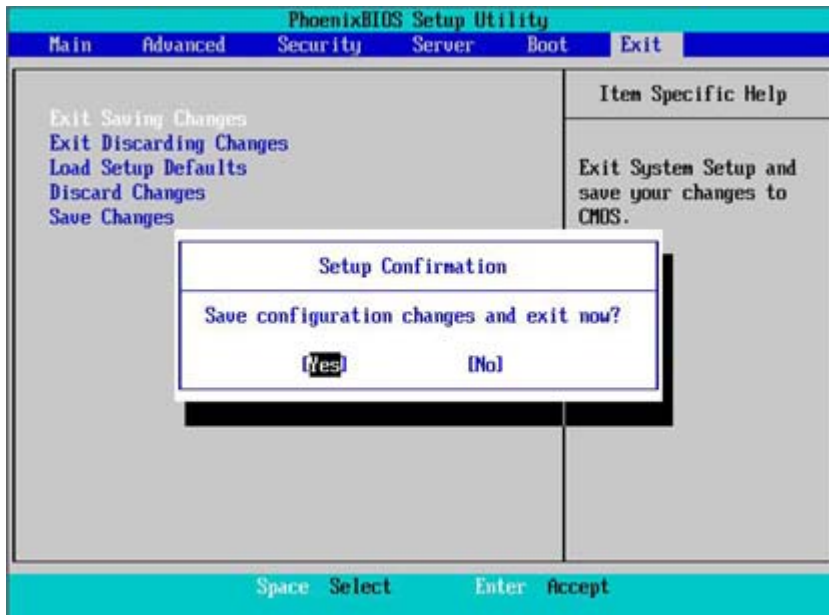 PhoenixBIOS Setup Utility
Main Advanced Security Server Boot Exit
Exit Saving Changes
Exit Discarding Changes
Load Setup Defaults
Discard Changes
Save Changes
Item Specific Help
Exit System Setup and
save your changes to
CMOS.
Setup Confirmation
Save configuration changes and exit now?
[Yes] [No]
Space Select Enter Accept